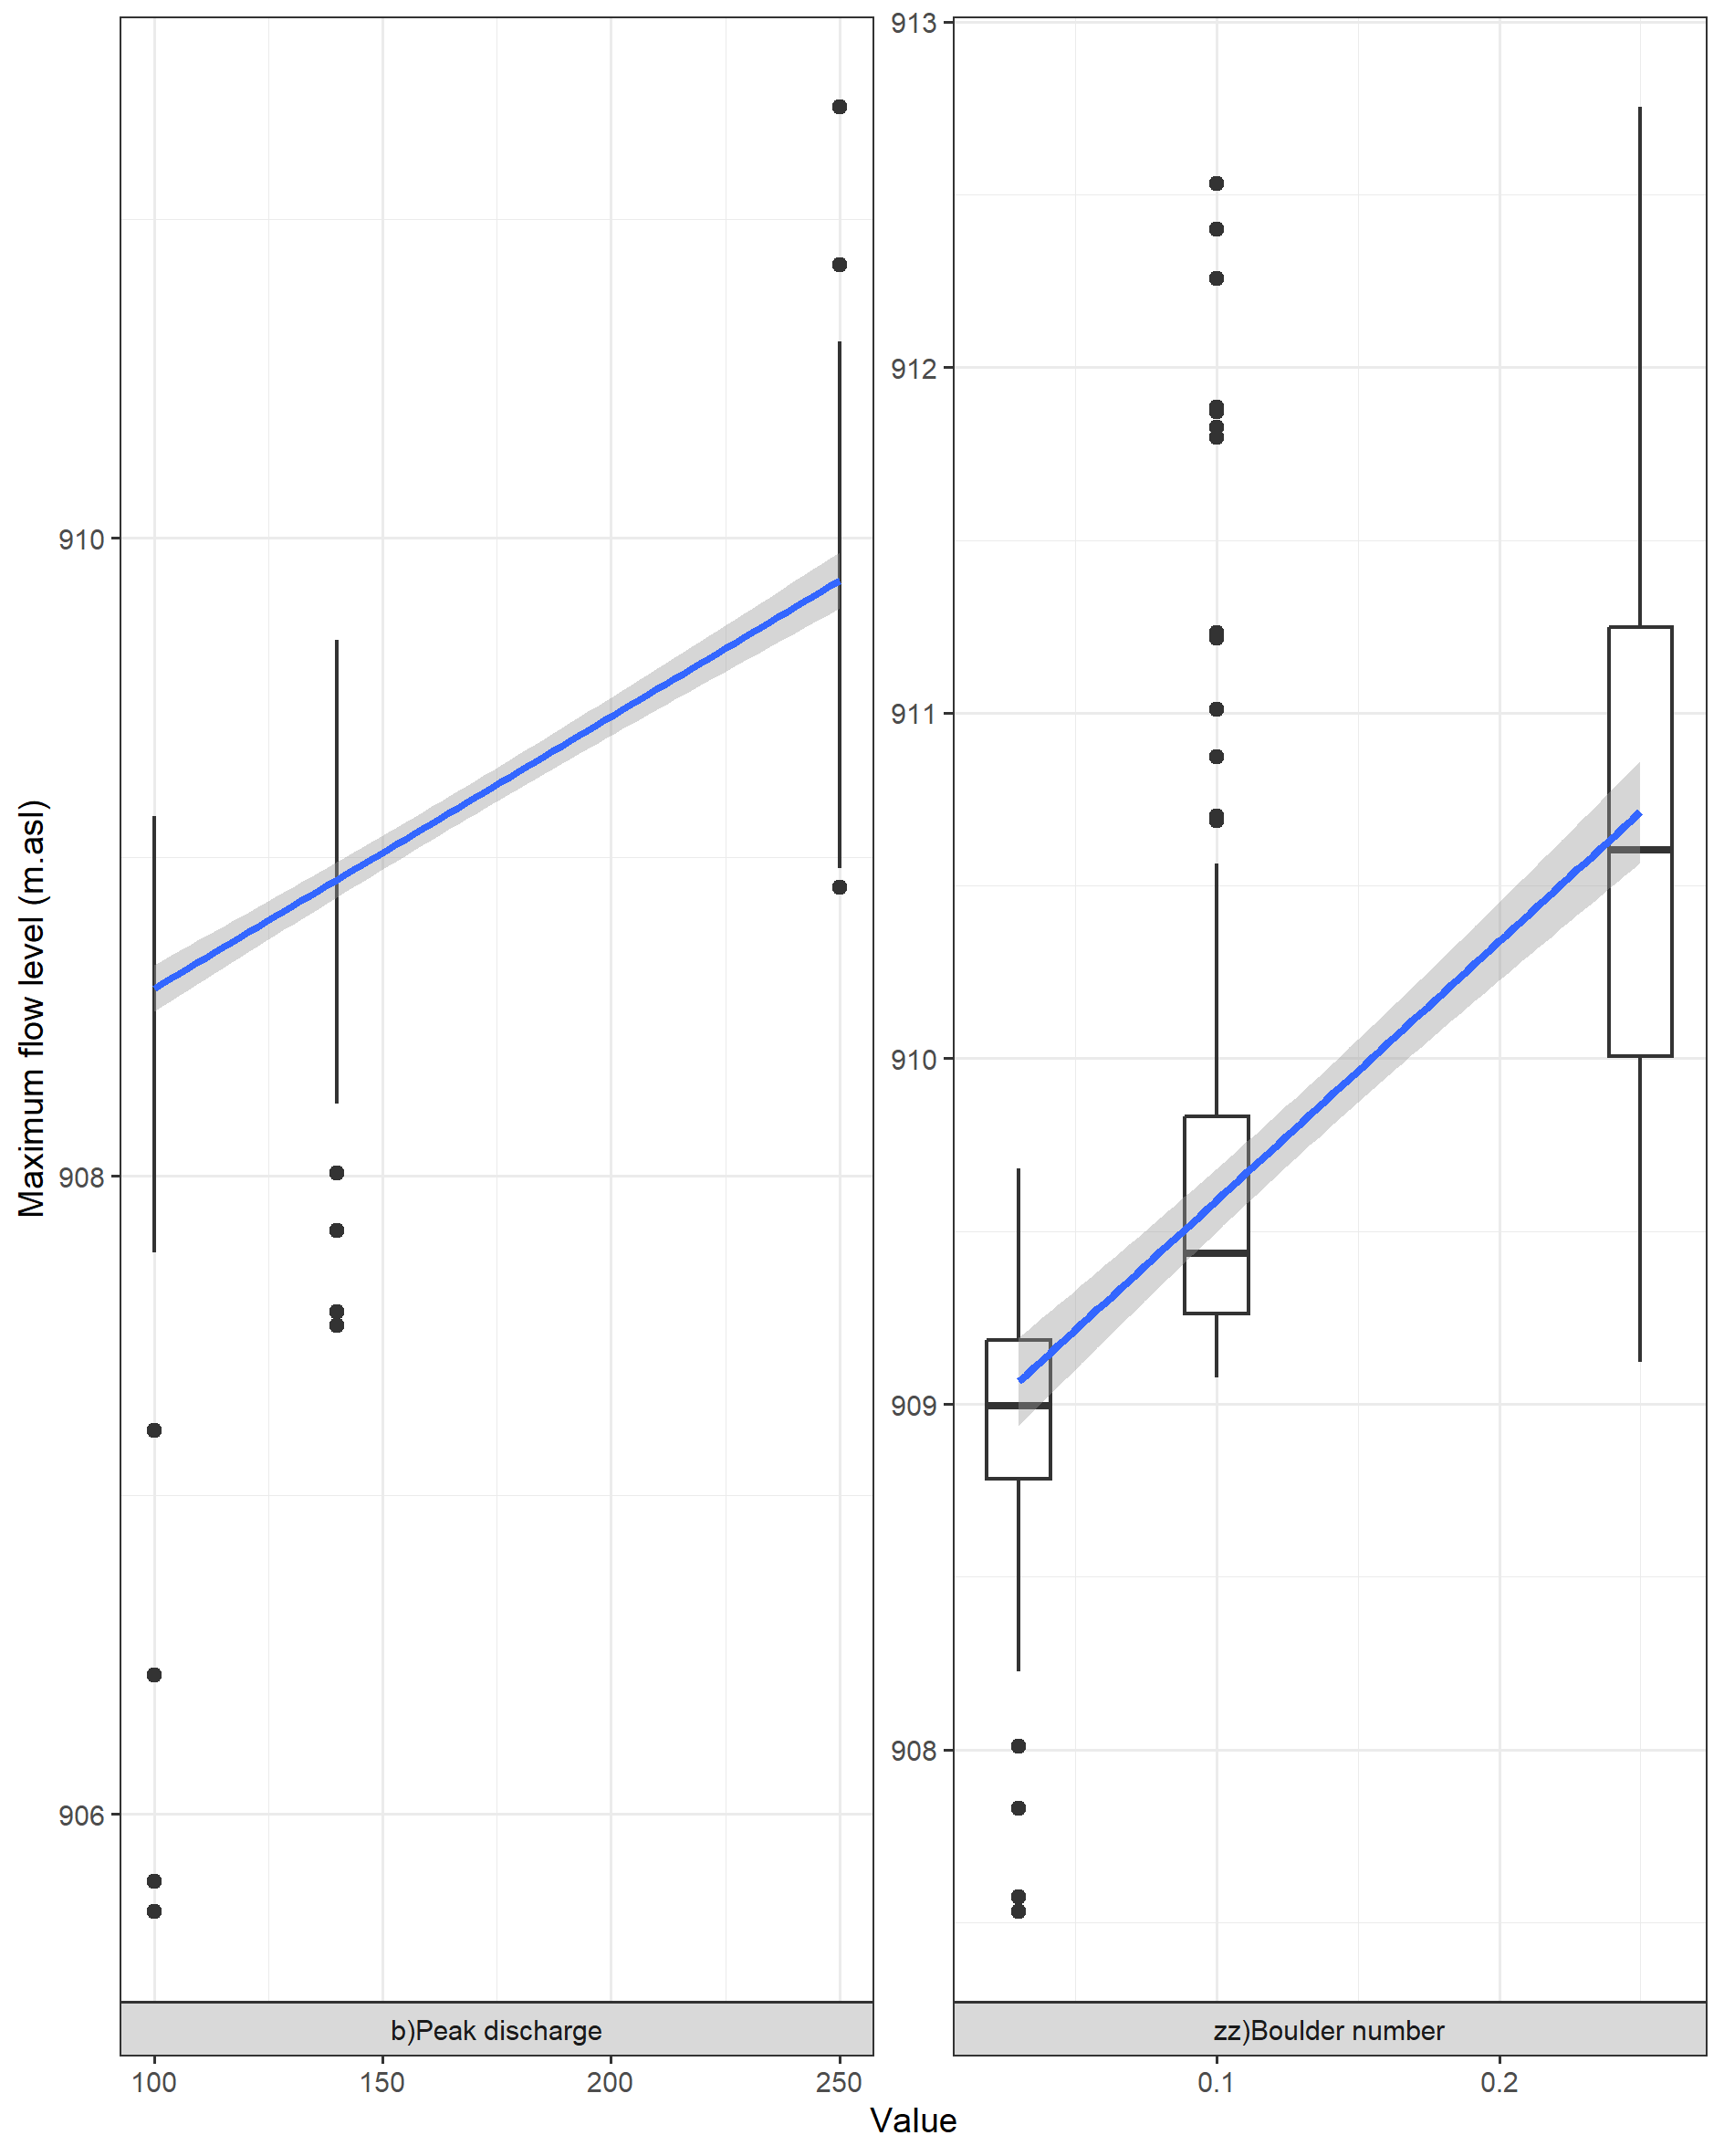 Maximum flow level (m.asl)
910
908
906
913
912
911
910
909
908
b)Peak discharge
zz)Boulder number
100 150 200 250
0.1 0.2
Value